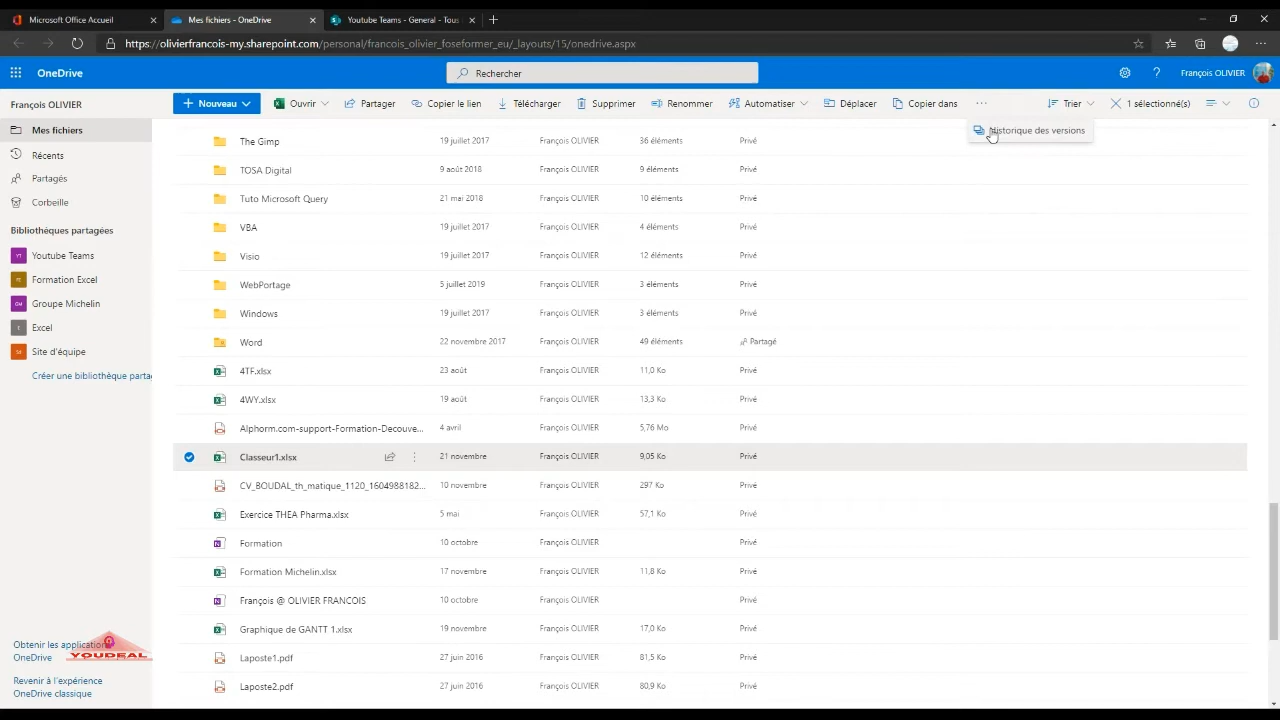 Microsoft Office Accueil
Mes fichiers - OneDrive
Youtube Teams - General - Tous
https://olivierfrancois-my.sharepoint.com/personal/francois_olivier_foseformer_eu/_layouts/15/onedrive.aspx
OneDrive
Rechercher
François OLIVIER
François OLIVIER
Nouveau
Ouvrir
Partager
Copier le lien
Télécharger
Supprimer
Renommer
Automatiser
Déplacer
Copier dans
Trier
1 sélectionné(s)
Historique des versions
Mes fichiers
Récents
Partagés
Corbeille
Bibliothèques partagées
YT Youtube Teams
FE Formation Excel
GM Groupe Michelin
E Excel
Sd Site d'équipe
Créer une bibliothèque parta
The Gimp 19 juillet 2017 François OLIVIER 36 éléments Privé
TOSA Digital 9 août 2018 François OLIVIER 9 éléments Privé
Tuto Microsoft Query 21 mai 2018 François OLIVIER 10 éléments Privé
VBA 19 juillet 2017 François OLIVIER 4 éléments Privé
Visio 19 juillet 2017 François OLIVIER 12 éléments Privé
WebPortage 5 juillet 2019 François OLIVIER 3 éléments Privé
Windows 19 juillet 2017 François OLIVIER 3 éléments Privé
Word 22 novembre 2017 François OLIVIER 49 éléments Partagé
4TF.xlsx 23 août François OLIVIER 11,0 Ko Privé
4WY.xlsx 19 août François OLIVIER 13,3 Ko Privé
Alphorm.com-support-Formation-Decouve... 4 avril François OLIVIER 5,76 Mo Privé
Classeur1.xlsx 21 novembre François OLIVIER 9,05 Ko Privé
CV_BOUDAL_th_matique_1120_1604988182... 10 novembre François OLIVIER 297 Ko Privé
Exercice THEA Pharma.xlsx 5 mai François OLIVIER 57,1 Ko Privé
Formation 10 octobre François OLIVIER Privé
Formation Michelin.xlsx 17 novembre François OLIVIER 11,8 Ko Privé
François @ OLIVIER FRANCOIS 10 octobre François OLIVIER Privé
Graphique de GANTT 1.xlsx 19 novembre François OLIVIER 17,0 Ko Privé
Laposte1.pdf 27 juin 2016 François OLIVIER 81,5 Ko Privé
Laposte2.pdf 27 juin 2016 François OLIVIER 80,9 Ko Privé
Obtenir les application
OneDrive
YOUDEAL
Revenir à l'expérience
OneDrive classique